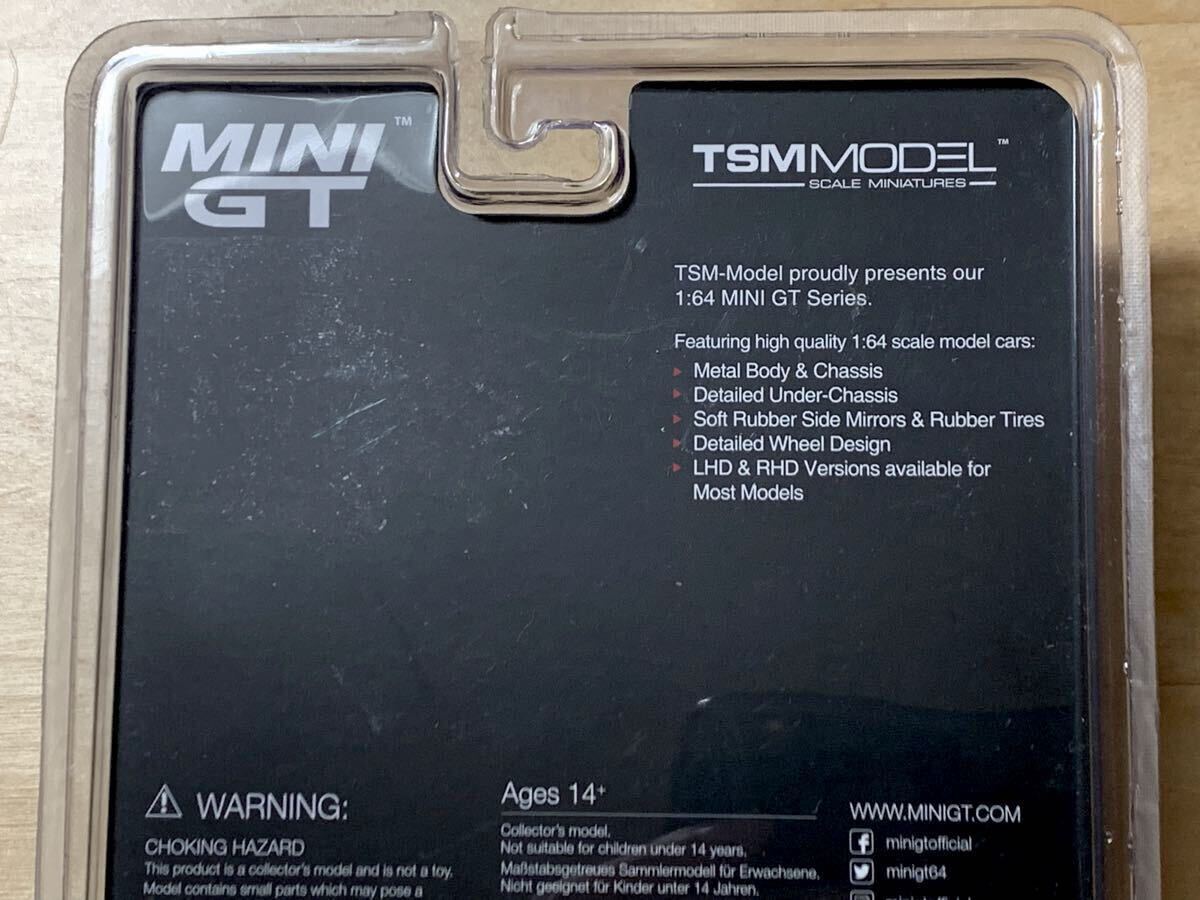 MINI ™
GT
TSMMODEL™
SCALE MINIATURES
TSM-Model proudly presents our
1:64 MINI GT Series.
Featuring high quality 1:64 scale model cars:
Metal Body & Chassis
Detailed Under-Chassis
Soft Rubber Side Mirrors & Rubber Tires
Detailed Wheel Design
LHD & RHD Versions available for
Most Models
WARNING:
CHOKING HAZARD
This product is a collector's model and is not a toy.
Model contains small parts which may pose a
Ages 14+
Collector's model.
Not suitable for children under 14 years.
Maßstabsgetreues Sammlermodell für Erwachsene.
Nicht geeignet für Kinder unter 14 Jahren.
WWW.MINIGT.COM
minigtofficial
minigt64